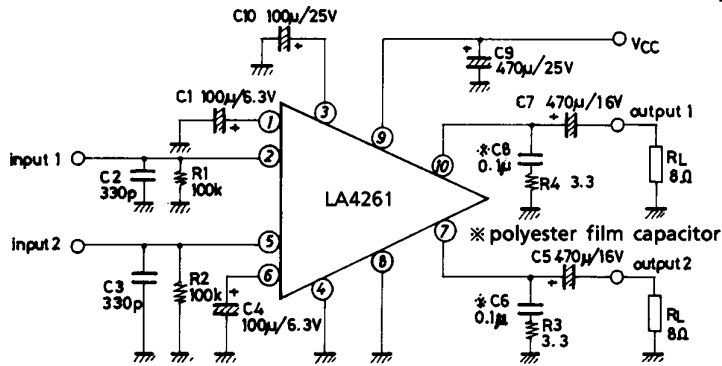 C10 100μ/25V
C1 100μ/6.3V
3
1
2
input 1
C2
330p
R1
100k
LA4261
input 2
5
6
C3
330p
R2
100k
C4
100μ/6.3V
4
8
9
C9
470μ/25V
VCC
C7 470μ/16V
output 1
10
※C8
0.1μ
R4 3.3
RL
8Ω
※ polyester film capacitor
7
C5 470μ/16V
output 2
※C6
0.1μ
R3
3.3
RL
8Ω